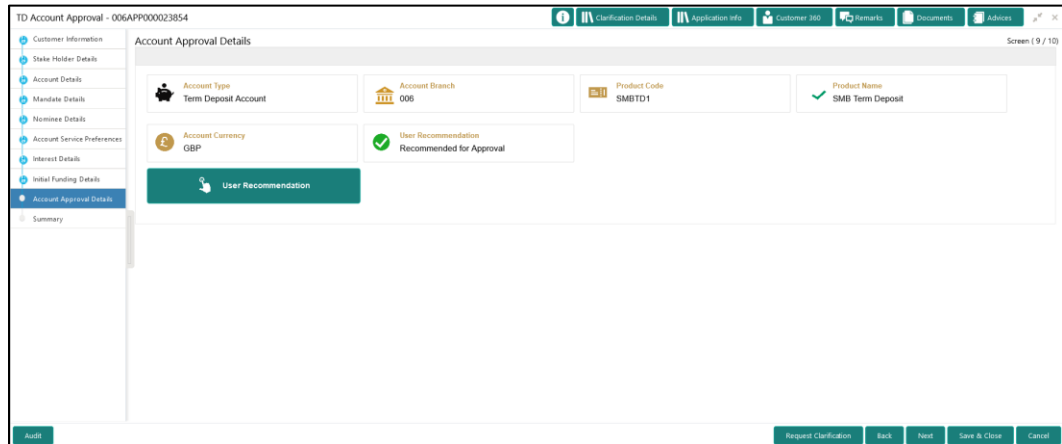 TD Account Approval - 006APP000023854
Clarification Details
Application Info
Customer 360
Remarks
Documents
Advices
Customer Information
Stake Holder Details
Account Details
Mandate Details
Nominee Details
Account Service Preferences
Interest Details
Initial Funding Details
Account Approval Details
Summary
Account Approval Details
Screen ( 9 / 10)
Account Type
Term Deposit Account
Account Branch
006
Product Code
SMBTD1
Product Name
SMB Term Deposit
Account Currency
GBP
User Recommendation
Recommended for Approval
User Recommendation
Audit
Request Clarification
Back
Next
Save & Close
Cancel